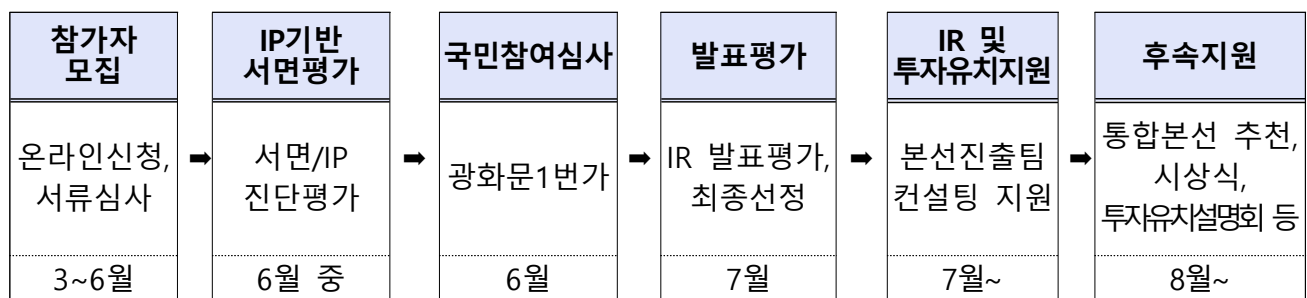 참가자
모집
온라인신청,
서류심사
3~6월
➡
IP기반
서면평가
서면/IP
진단평가
6월 중
➡
국민참여심사
광화문1번가
6월
➡
발표평가
IR 발표평가,
최종선정
7월
➡
IR 및
투자유치지원
본선진출팀
컨설팅 지원
7월~
➡
후속지원
통합본선 추천,
시상식,
투자유치설명회 등
8월~